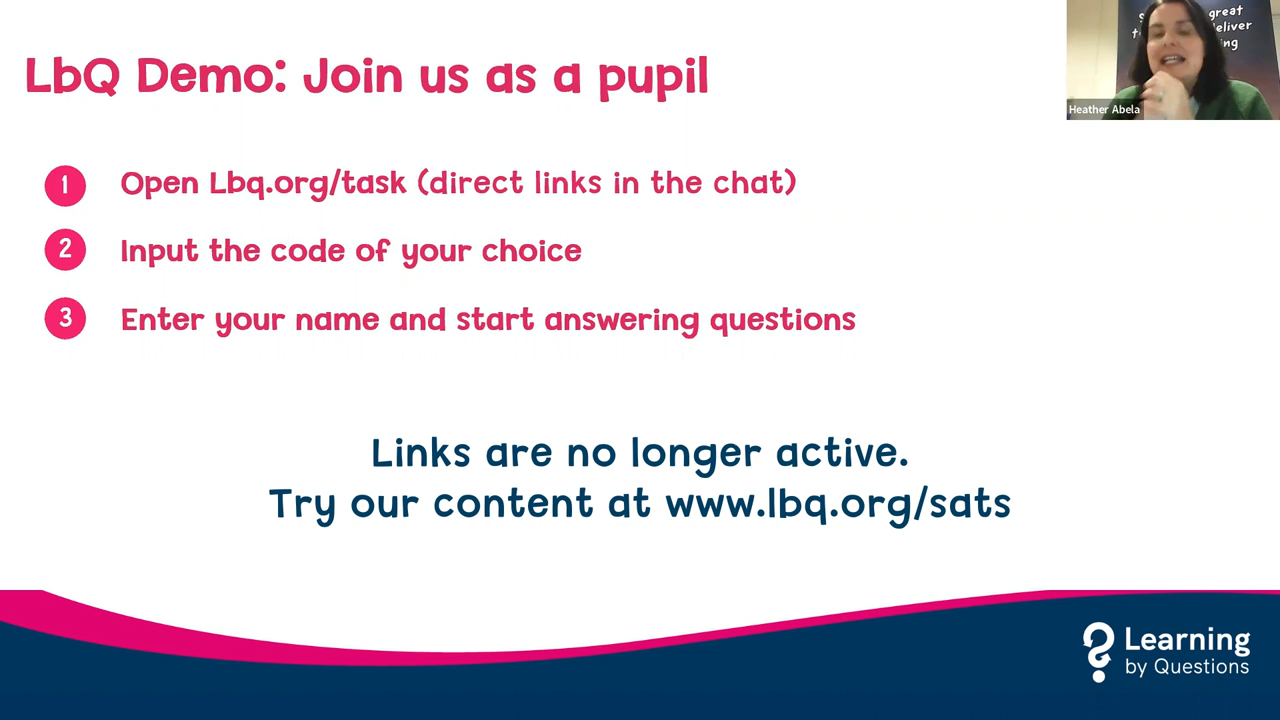 LbQ Demo: Join us as a pupil
1 Open Lbq.org/task (direct links in the chat)
2 Input the code of your choice
3 Enter your name and start answering questions
Links are no longer active.
Try our content at www.lbq.org/sats
great
eliver
Heather Abela
Learning
by Questions